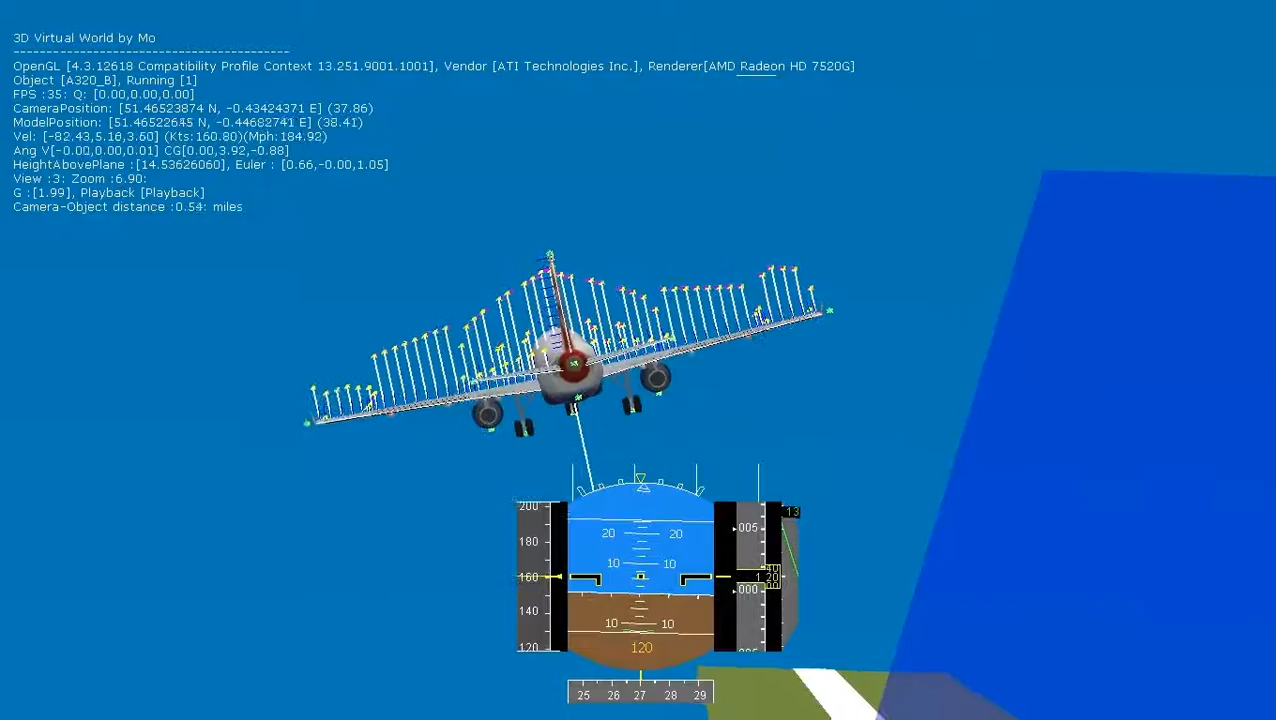 3D Virtual World by Mo
------------------------------------------
OpenGL [4.3.12618 Compatibility Profile Context 13.251.9001.1001], Vendor [ATI Technologies Inc.], Renderer[AMD Radeon HD 7520G]
Object [A320_B], Running [1]
FPS :35: Q: [0.00,0.00,0.00]
CameraPosition: [51.46523874 N, -0.43424371 E] (37.86)
ModelPosition: [51.46522645 N, -0.44682741 E] (38.41)
Vel: [-82.43,5.16,3.60] (Kts:160.80)(Mph:184.92)
Ang V[-0.00,0.00,0.01] CG[0.00,3.92,-0.88]
HeightAbovePlane :[14.53626060], Euler : [0.66,-0.00,1.05]
View :3: Zoom :6.90:
G :[1.99], Playback [Playback]
Camera-Object distance :0.54: miles
200
13
005
20 20
180
10 10
160
1 20
000
140
10 10
120
120
25 26 27 28 29